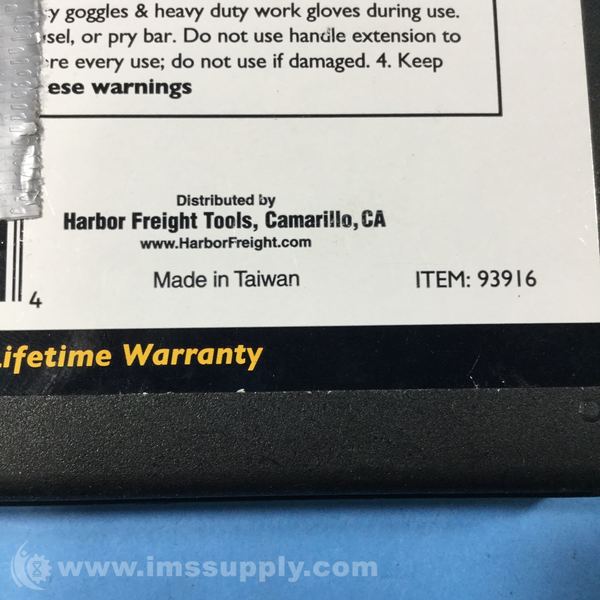 goggles & heavy duty work gloves during use.
or pry bar. Do not use handle extension to
every use; do not use if damaged. 4. Keep
ese warnings
Distributed by
Harbor Freight Tools, Camarillo, CA
www.HarborFreight.com
Made in Taiwan
ITEM: 93916
4
ifetime Warranty
www.imssupply.com